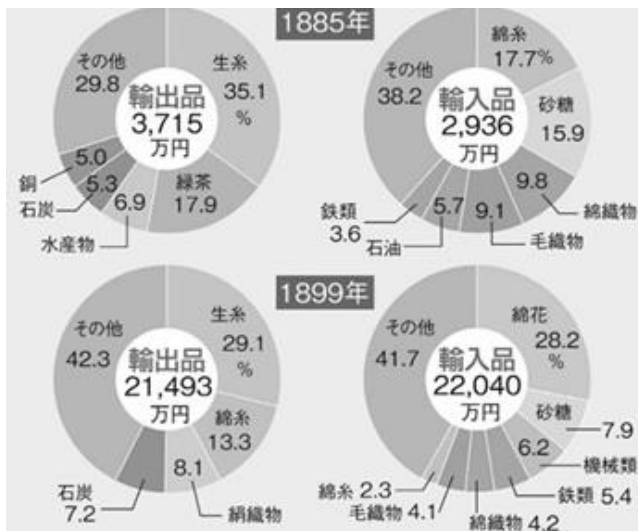 1885年
その他
29.8
生糸
35.1
%
輸出品
3,715
万円
緑茶
17.9
6.9
水産物
5.3
石炭
5.0
銅
綿糸
17.7%
その他
38.2
輸入品
2,936
万円
砂糖
15.9
9.8
綿織物
9.1
毛織物
5.7
石油
鉄類
3.6
1899年
その他
42.3
生糸
29.1
%
輸出品
21,493
万円
綿糸
13.3
8.1
絹織物
石炭
7.2
その他
41.7
綿花
28.2
%
輸入品
22,040
万円
砂糖
7.9
6.2
機械類
鉄類 5.4
綿織物 4.2
毛織物 4.1
綿糸 2.3